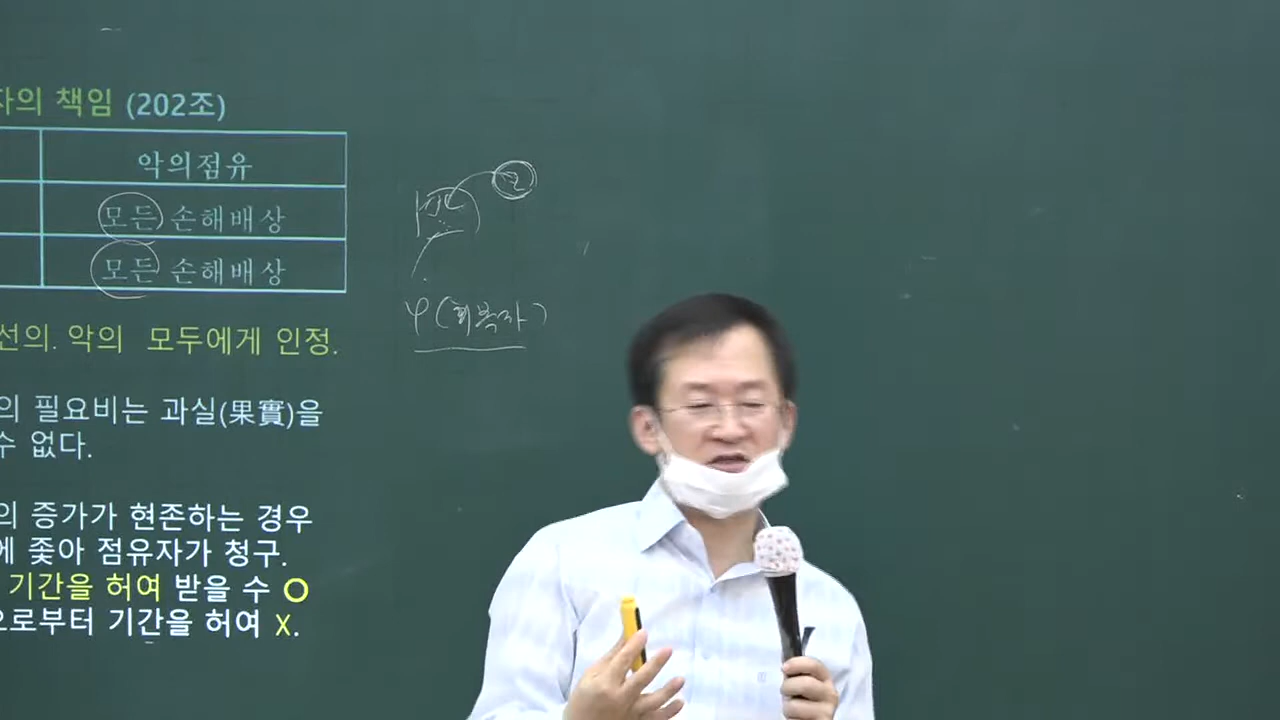 자의 책임 (202조)
악의점유
모든 손해배상
모든 손해배상
2
(회복자)
선의. 악의 모두에게 인정.
의 필요비는 과실(果實)을
수 없다.
의 증가가 현존하는 경우
에 좇아 점유자가 청구.
기간을 허여 받을 수 O
으로부터 기간을 허여 X.